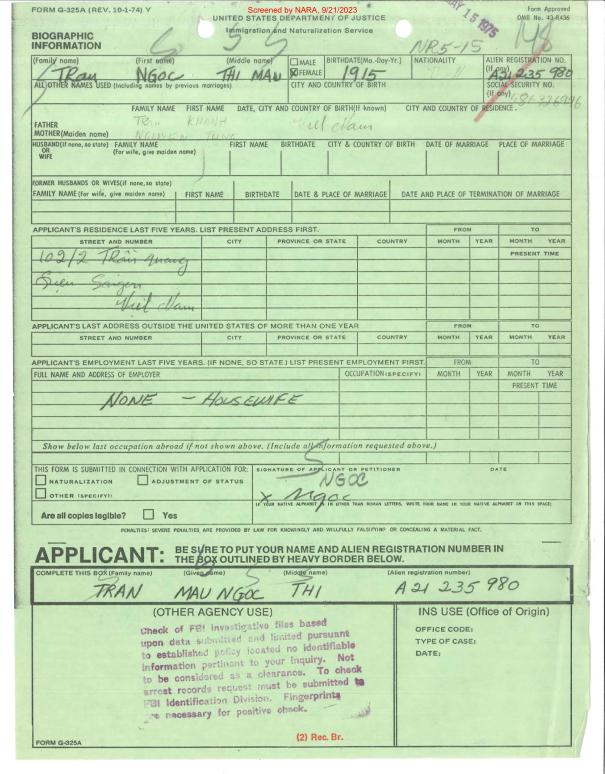 Screened by NARA, 9/21/2023
MAY 15 1975
FORM G-325A (REV. 10-1-74) Y
UNITED STATES DEPARTMENT OF JUSTICE
Form Approved
OMB No. 43-R436
Immigration and Naturalization Service
BIOGRAPHIC
INFORMATION
NR5-15
148
(Family name) (First name) (Middle name) MALE FEMALE BIRTHDATE(Mo.-Day-Yr.) NATIONALITY ALIEN REGISTRATION NO.
(If any)
TRAN NGOC THI MAU X 1915 A21 235 980
ALL OTHER NAMES USED (Including names by previous marriages) CITY AND COUNTRY OF BIRTH SOCIAL SECURITY NO.
(If any)
FAMILY NAME FIRST NAME DATE, CITY AND COUNTRY OF BIRTH(If known) CITY AND COUNTRY OF RESIDENCE.
FATHER TRAN KHANH Viet Nam
MOTHER(Maiden name) NGUYEN
HUSBAND(If none, so state) FAMILY NAME FIRST NAME BIRTHDATE CITY & COUNTRY OF BIRTH DATE OF MARRIAGE PLACE OF MARRIAGE
OR (For wife, give maiden name)
WIFE
FORMER HUSBANDS OR WIVES(if none, so state)
FAMILY NAME (For wife, give maiden name) FIRST NAME BIRTHDATE DATE & PLACE OF MARRIAGE DATE AND PLACE OF TERMINATION OF MARRIAGE
APPLICANT'S RESIDENCE LAST FIVE YEARS. LIST PRESENT ADDRESS FIRST. FROM TO
STREET AND NUMBER CITY PROVINCE OR STATE COUNTRY MONTH YEAR MONTH YEAR
PRESENT TIME
102/2 Trần quang
Saigon
Việt Nam
APPLICANT'S LAST ADDRESS OUTSIDE THE UNITED STATES OF MORE THAN ONE YEAR FROM TO
STREET AND NUMBER CITY PROVINCE OR STATE COUNTRY MONTH YEAR MONTH YEAR
APPLICANT'S EMPLOYMENT LAST FIVE YEARS. (IF NONE, SO STATE.) LIST PRESENT EMPLOYMENT FIRST. FROM TO
FULL NAME AND ADDRESS OF EMPLOYER OCCUPATION (SPECIFY) MONTH YEAR MONTH YEAR
PRESENT TIME
NONE - HOUSEWIFE
Show below last occupation abroad if not shown above. (Include all information requested above.)
THIS FORM IS SUBMITTED IN CONNECTION WITH APPLICATION FOR: SIGNATURE OF APPLICANT OR PETITIONER DATE
NATURALIZATION ADJUSTMENT OF STATUS NGOC
OTHER (SPECIFY): X Ngoc
IF YOUR NATIVE ALPHABET IS IN OTHER THAN ROMAN LETTERS, WRITE YOUR NAME IN YOUR NATIVE ALPHABET IN THIS SPACE:
Are all copies legible? Yes
PENALTIES: SEVERE PENALTIES ARE PROVIDED BY LAW FOR KNOWINGLY AND WILLFULLY FALSIFYING OR CONCEALING A MATERIAL FACT.
APPLICANT: BE SURE TO PUT YOUR NAME AND ALIEN REGISTRATION NUMBER IN
THE BOX OUTLINED BY HEAVY BORDER BELOW.
COMPLETE THIS BOX (Family name) (Given name) (Middle name) (Alien registration number)
TRAN MAU NGOC THI A21 235 980
(OTHER AGENCY USE) INS USE (Office of Origin)
OFFICE CODE:
TYPE OF CASE:
DATE:
Check of FBI investigative files based
upon data submitted and limited pursuant
to established policy located no identifiable
information pertinent to your inquiry. Not
to be considered as a clearance. To check
arrest records request must be submitted to
FBI Identification Division. Fingerprints
are necessary for positive check.
(2) Rec. Br.
FORM G-325A